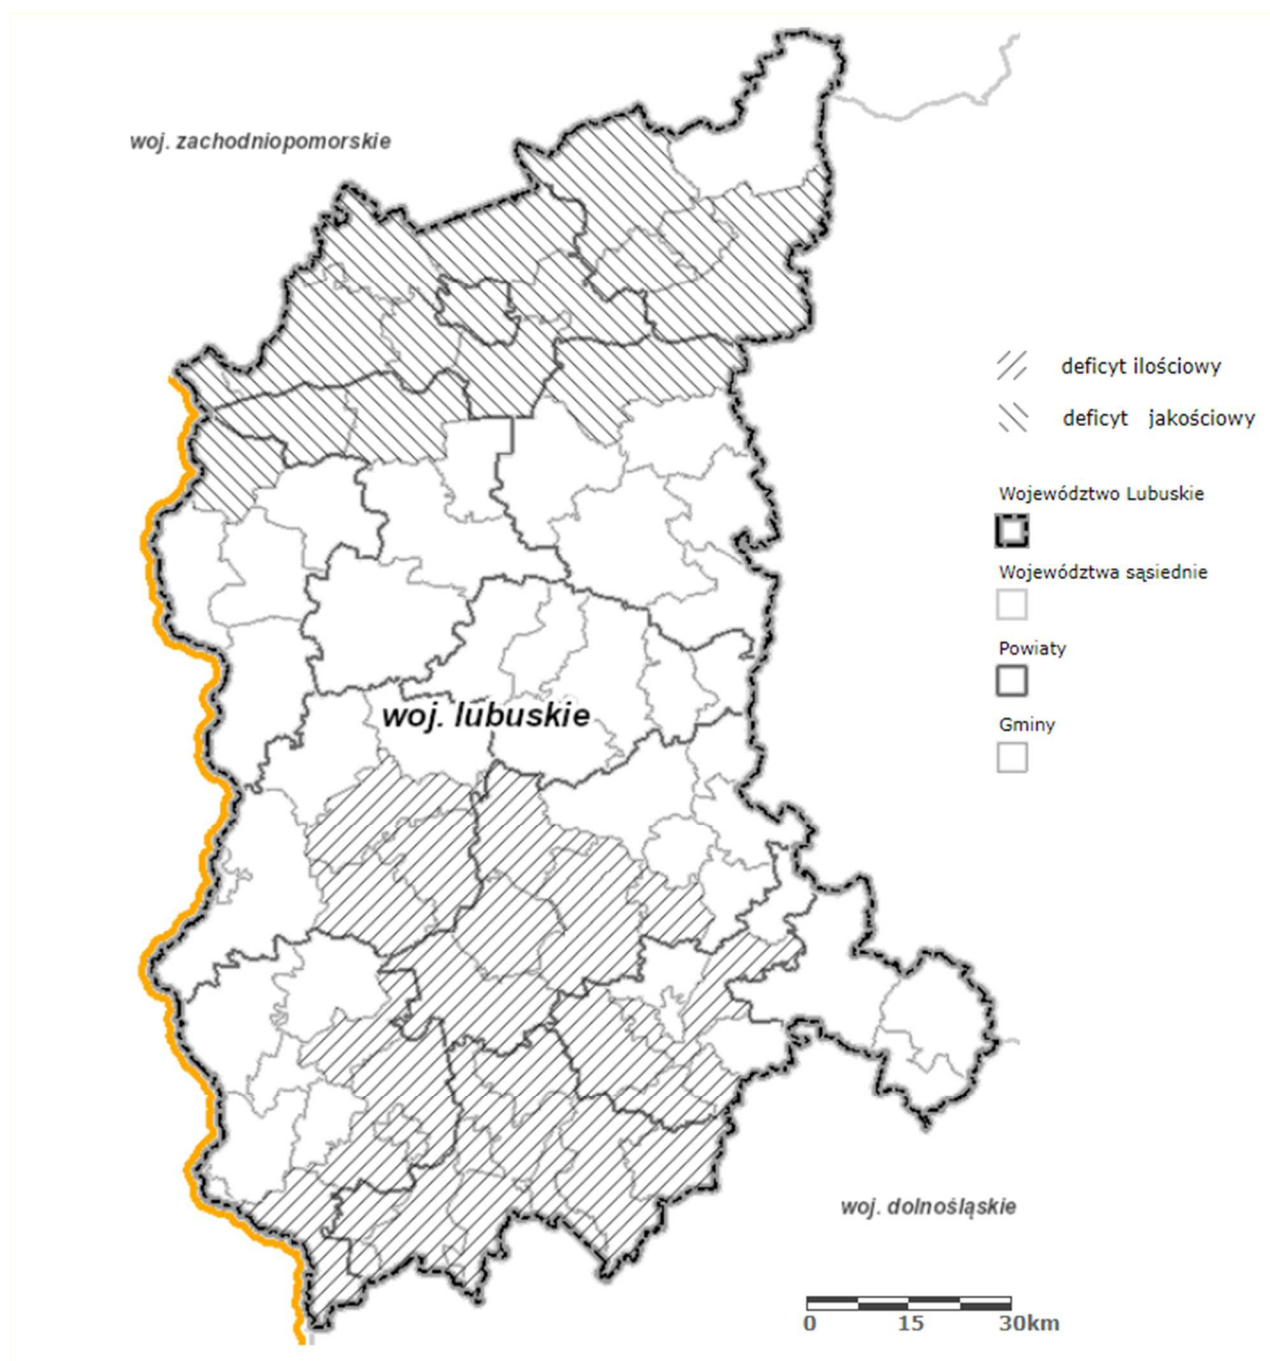 woj. zachodniopomorskie
deficyt ilościowy
deficyt jakościowy
Województwo Lubuskie
Województwa sąsiednie
Powiaty
Gminy
woj. lubuskie
woj. dolnośląskie
0 15 30km